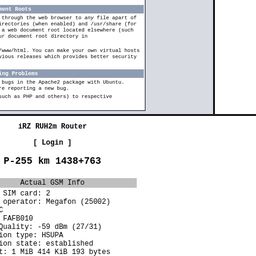 ment Roots
through the web browser to any file apart of
directories (when enabled) and /usr/share (for
a web document root located elsewhere (such
ur document root directory in
/www/html. You can make your own virtual hosts
vious releases which provides better security
ing Problems
bugs in the Apache2 package with Ubuntu.
re reporting a new bug.
such as PHP and others) to respective
iRZ RUH2m Router
[ Login ]
P-255 km 1438+763
Actual GSM Info
SIM card: 2
operator: Megafon (25002)
C
FAFB010
Quality: -59 dBm (27/31)
ion type: HSUPA
ion state: established
t: 1 MiB 414 KiB 193 bytes